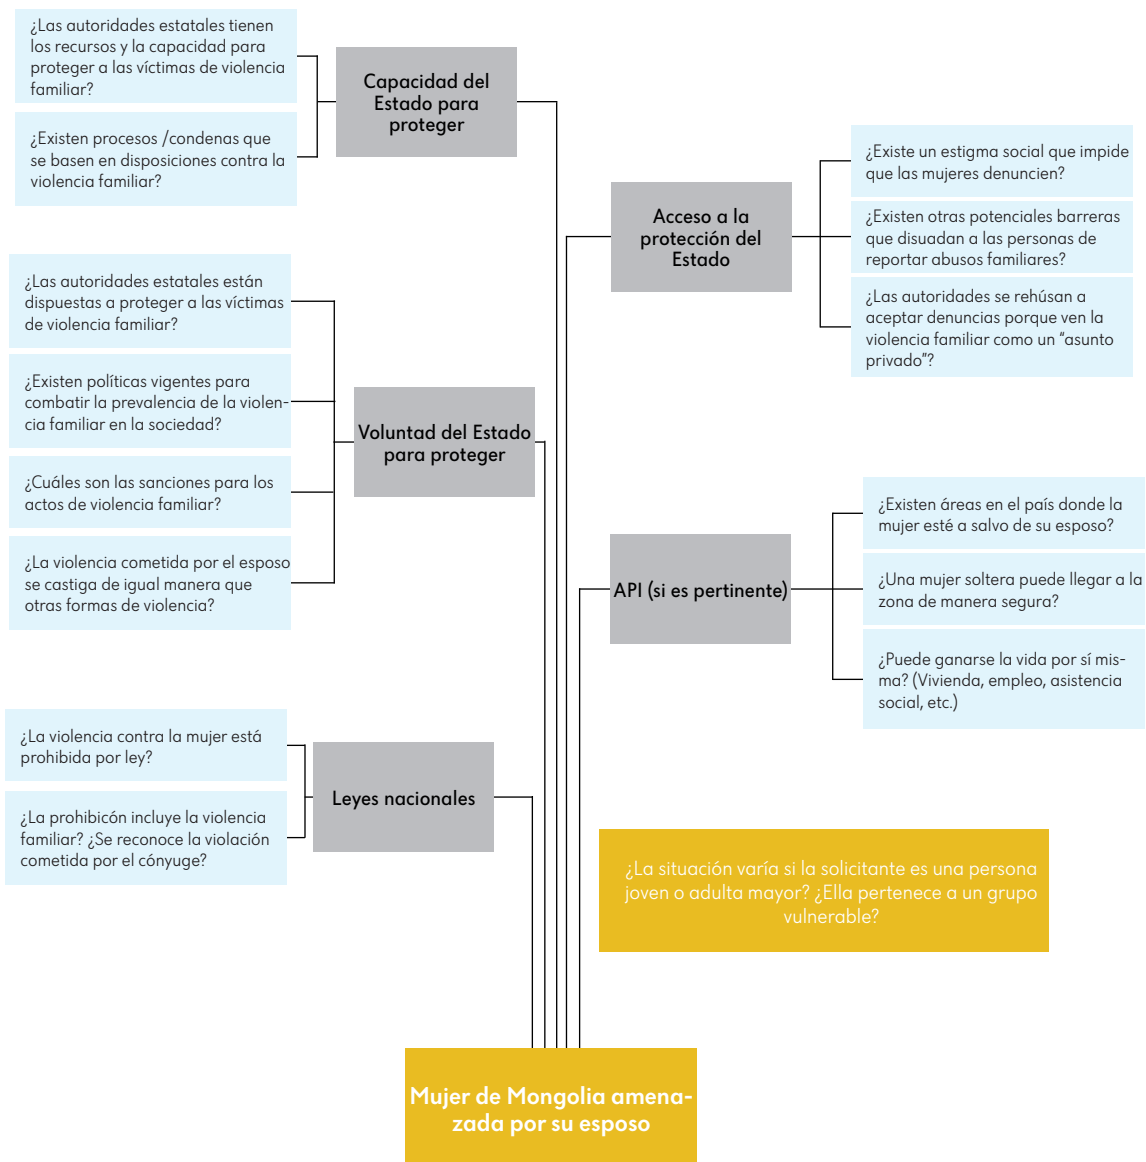 ¿Las autoridades estatales tienen
los recursos y la capacidad para
proteger a las víctimas de violencia
familiar?
¿Existen procesos /condenas que
se basen en disposiciones contra la
violencia familiar?
Capacidad del
Estado para
proteger
¿Existe un estigma social que impide
que las mujeres denuncien?
¿Existen otras potenciales barreras
que disuadan a las personas de
reportar abusos familiares?
¿Las autoridades se rehúsan a
aceptar denuncias porque ven la
violencia familiar como un “asunto
privado”?
Acceso a la
protección del
Estado
¿Las autoridades estatales están
dispuestas a proteger a las víctimas
de violencia familiar?
¿Existen políticas vigentes para
combatir la prevalencia de la violen-
cia familiar en la sociedad?
¿Cuáles son las sanciones para los
actos de violencia familiar?
¿La violencia cometida por el esposo
se castiga de igual manera que
otras formas de violencia?
Voluntad del Estado
para proteger
¿Existen áreas en el país donde la
mujer esté a salvo de su esposo?
¿Una mujer soltera puede llegar a la
zona de manera segura?
¿Puede ganarse la vida por sí mis-
ma? (Vivienda, empleo, asistencia
social, etc.)
API (si es pertinente)
¿La violencia contra la mujer está
prohibida por ley?
¿La prohibicón incluye la violencia
familiar? ¿Se reconoce la violación
cometida por el cónyuge?
Leyes nacionales
¿La situación varía si la solicitante es una persona
joven o adulta mayor? ¿Ella pertenece a un grupo
vulnerable?
Mujer de Mongolia amena-
zada por su esposo